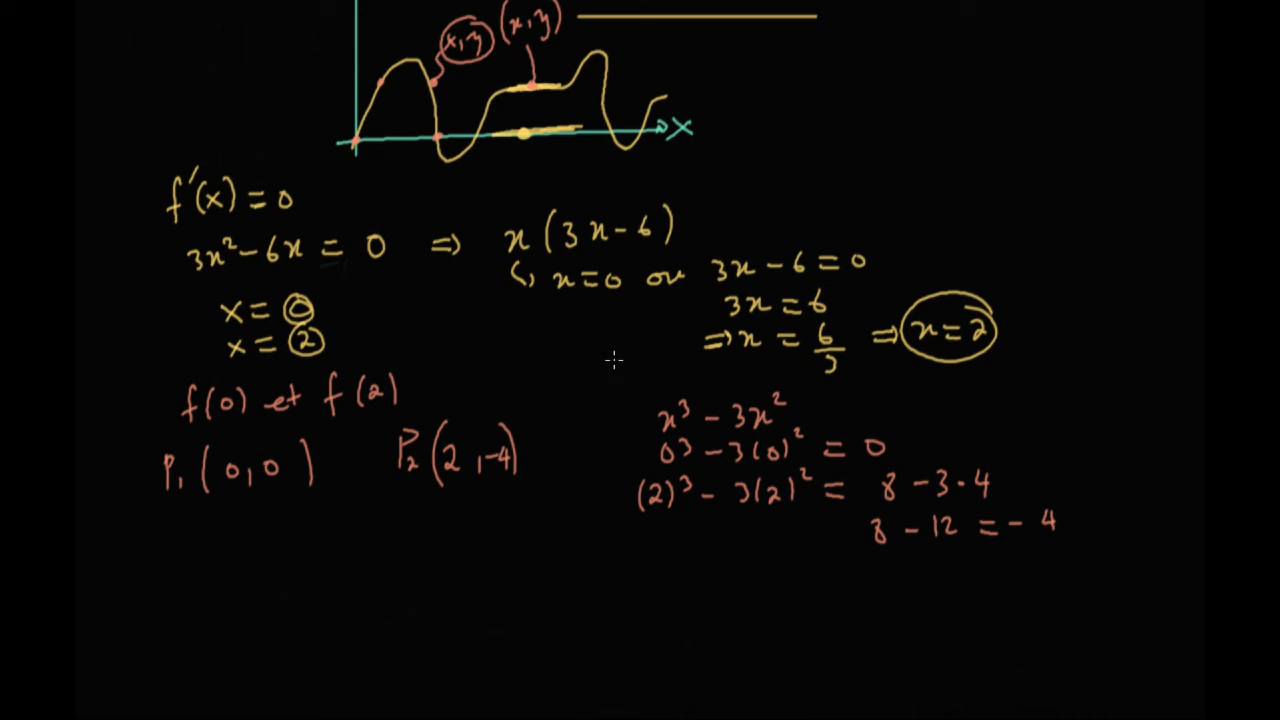 (x,y) (x,y)
x
f'(x) = 0
3x² - 6x = 0 ⇒ x(3x - 6)
↳ x = 0 or 3x - 6 = 0
x = 0
3x = 6
x = 2
⇒ x = 6/3 ⇒ x = 2
f(0) et f(2)
x³ - 3x²
P₁(0,0) P₂(2,-4)
0³ - 3(0)² = 0
(2)³ - 3(2)² = 8 - 3·4
8 - 12 = -4